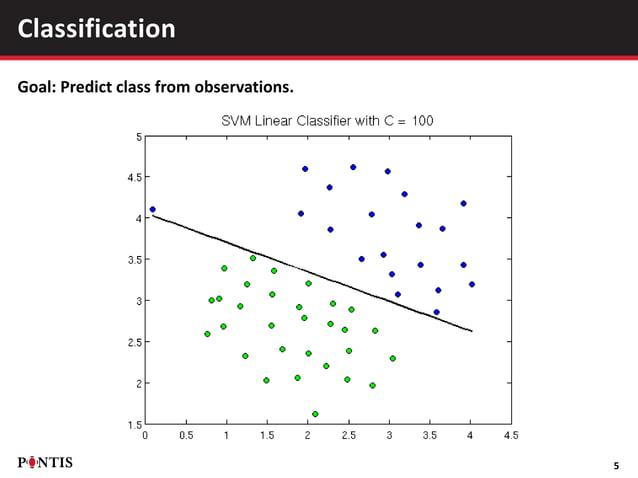 Classification
Goal: Predict class from observations.
SVM Linear Classifier with C = 100
5
4.5
4
3.5
3
2.5
2
1.5
0 0.5 1 1.5 2 2.5 3 3.5 4 4.5
PONTIS
5